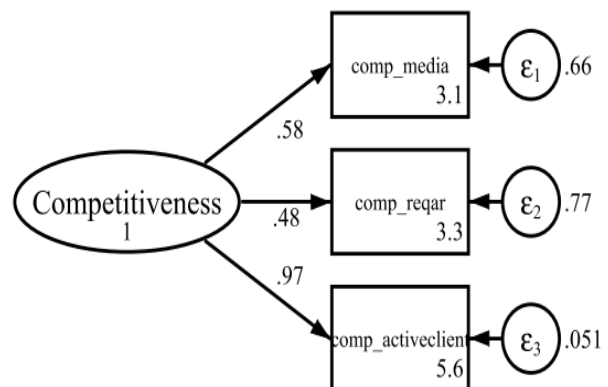 comp_media
3.1
ε1
.66
.58
Competitiveness
1
.48
comp_reqar
3.3
ε2
.77
.97
comp_activeclient
5.6
ε3
.051